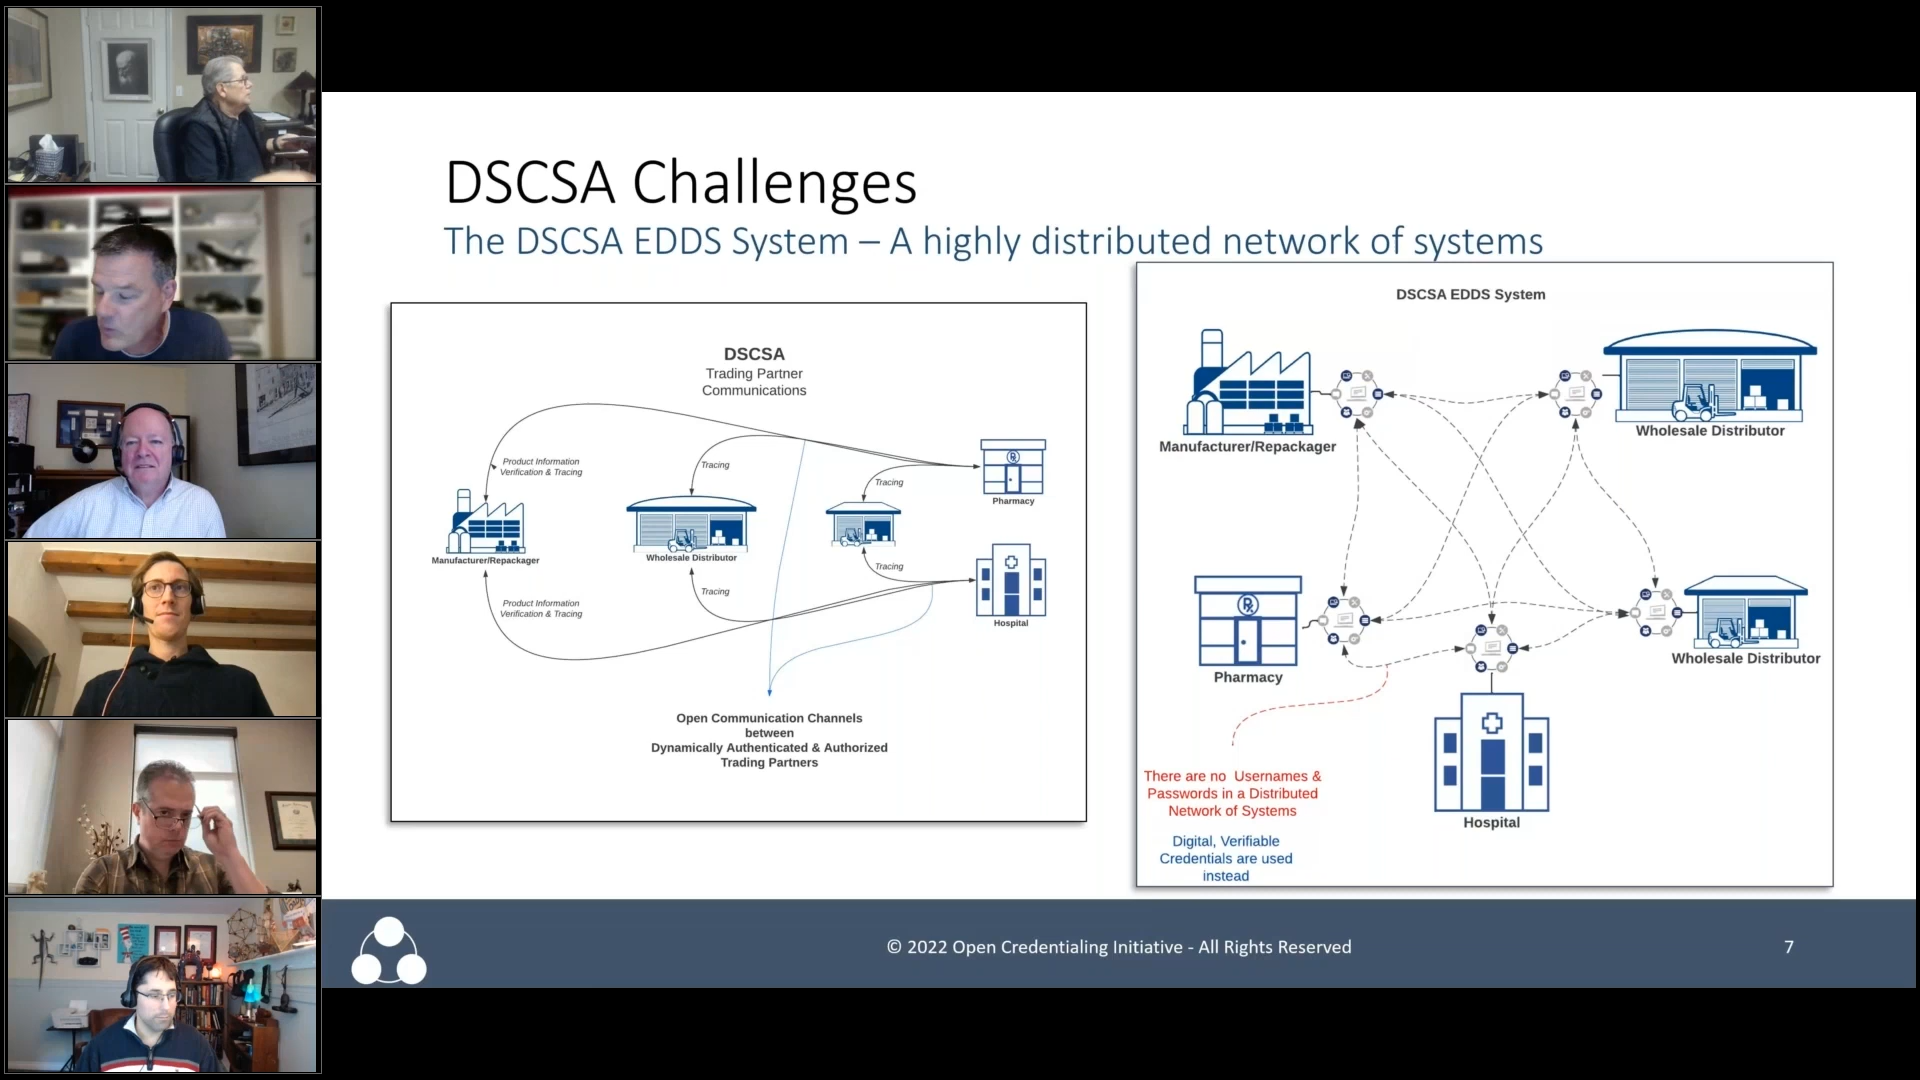 DSCSA Challenges
The DSCSA EDDS System – A highly distributed network of systems
DSCSA
Trading Partner
Communications
Product Information
Verification & Tracing
Tracing
Tracing
Pharmacy
Manufacturer/Repackager
Wholesale Distributor
Product Information
Verification & Tracing
Tracing
Tracing
Hospital
Open Communication Channels
between
Dynamically Authenticated & Authorized
Trading Partners
DSCSA EDDS System
Manufacturer/Repackager
Wholesale Distributor
Pharmacy
Wholesale Distributor
Hospital
There are no Usernames &
Passwords in a Distributed
Network of Systems
Digital, Verifiable
Credentials are used
instead
© 2022 Open Credentialing Initiative - All Rights Reserved
7